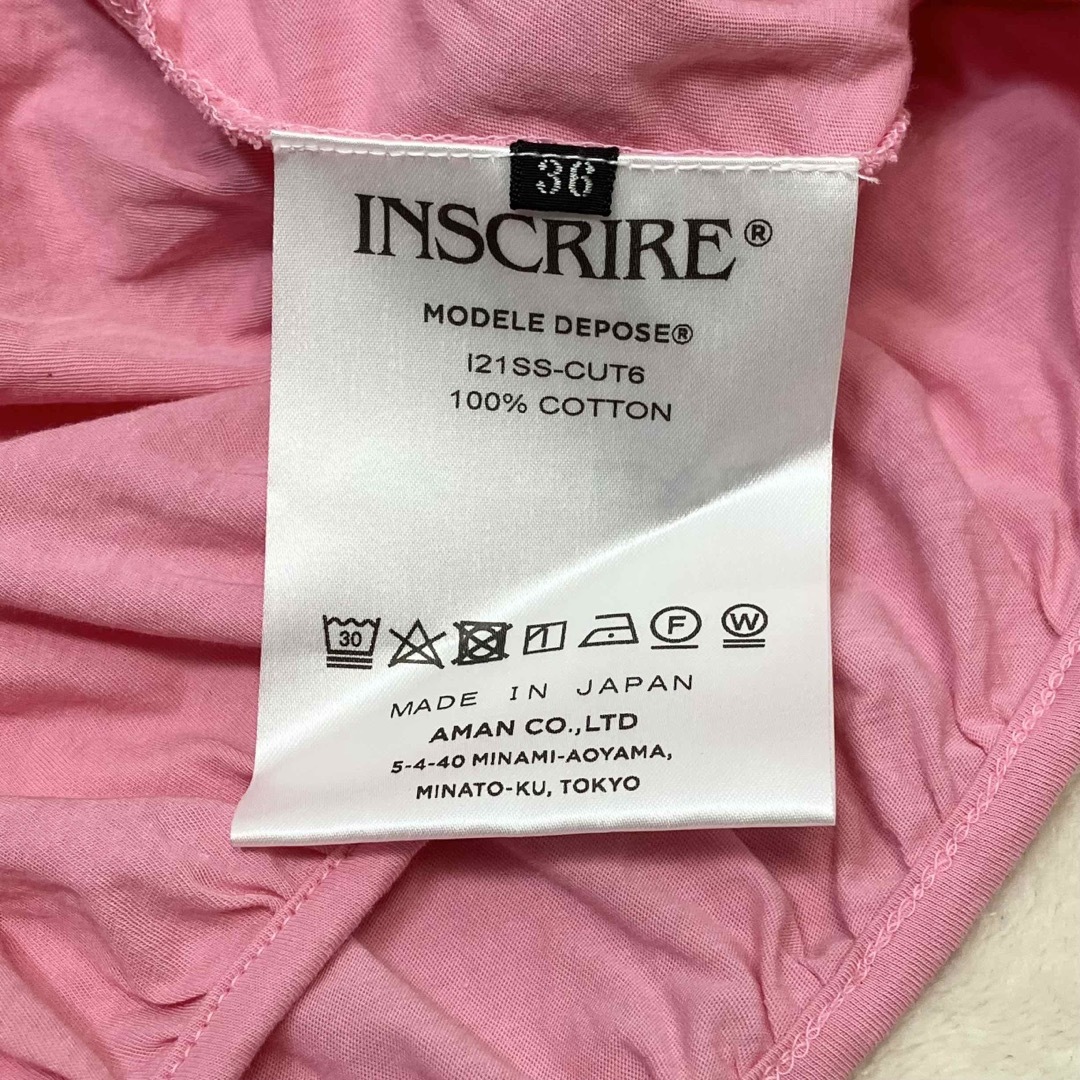 36
INSCRIRE®
MODELE DEPOSE®
I21SS-CUT6
100% COTTON
30 F W
MADE IN JAPAN
AMAN CO.,LTD
5-4-40 MINAMI-AOYAMA,
MINATO-KU, TOKYO